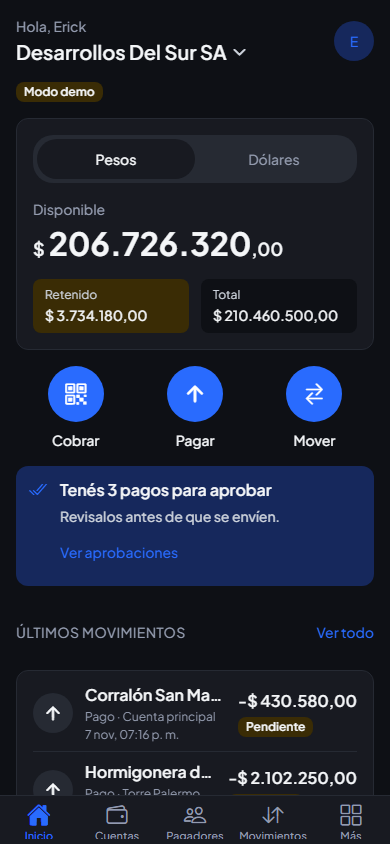 Hola, Erick
Desarrollos Del Sur SA
E
Modo demo
Pesos
Dólares
Disponible
$ 206.726.320,00
Retenido
$ 3.734.180,00
Total
$ 210.460.500,00
Cobrar
Pagar
Mover
Tenés 3 pagos para aprobar
Revisalos antes de que se envíen.
Ver aprobaciones
ÚLTIMOS MOVIMIENTOS
Ver todo
Corralón San Ma...
-$ 430.580,00
Pago · Cuenta principal
Pendiente
7 nov, 07:16 p. m.
Hormigonera d...
-$ 2.102.250,00
Pago · Torre Palermo
Inicio
Cuentas
Pagadores
Movimientos
Más